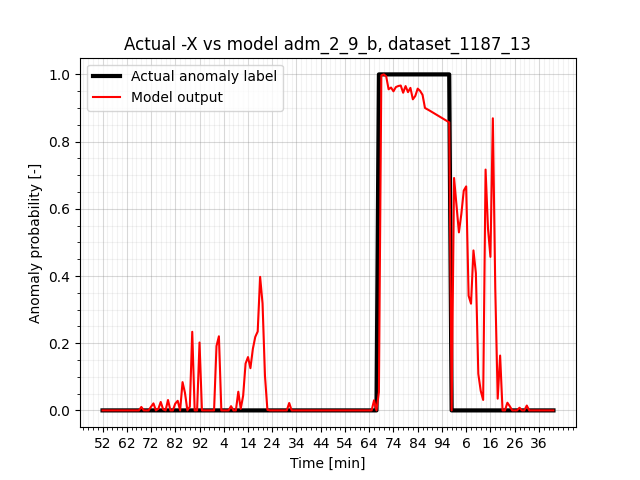 Actual -X vs model adm_2_9_b, dataset_1187_13
Actual anomaly label
Model output
Anomaly probability [-]
1.0
0.8
0.6
0.4
0.2
0.0
52 62 72 82 92 4 14 24 34 44 54 64 74 84 94 6 16 26 36
Time [min]